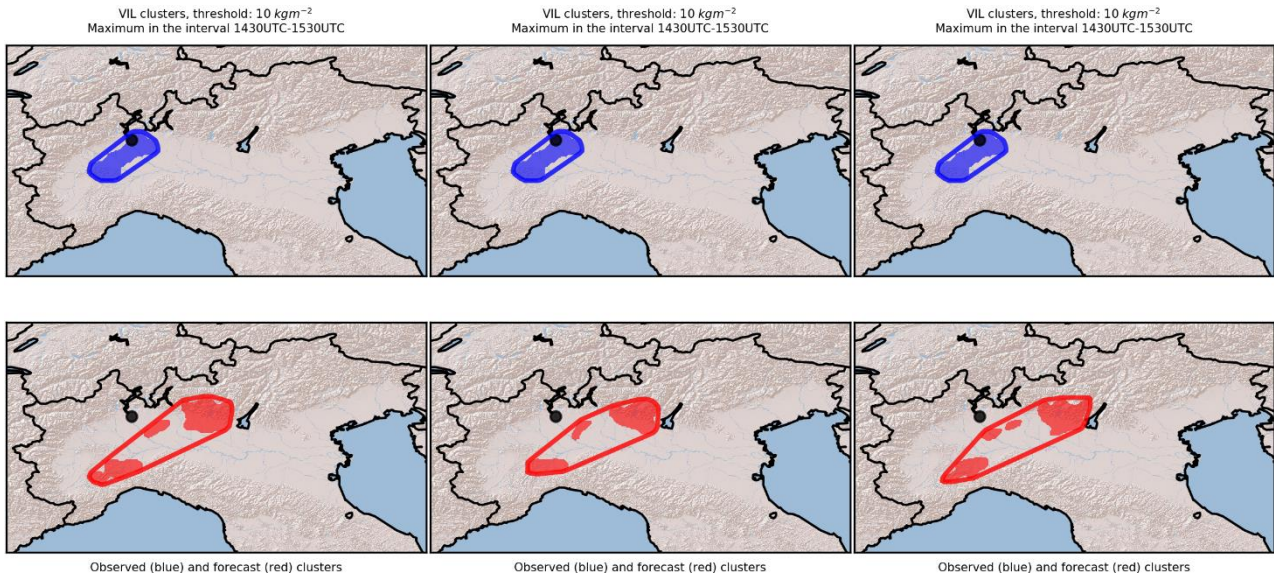 VIL clusters, threshold: 10 kgm⁻²
Maximum in the interval 1430UTC-1530UTC
VIL clusters, threshold: 10 kgm⁻²
Maximum in the interval 1430UTC-1530UTC
VIL clusters, threshold: 10 kgm⁻²
Maximum in the interval 1430UTC-1530UTC
Observed (blue) and forecast (red) clusters
Observed (blue) and forecast (red) clusters
Observed (blue) and forecast (red) clusters